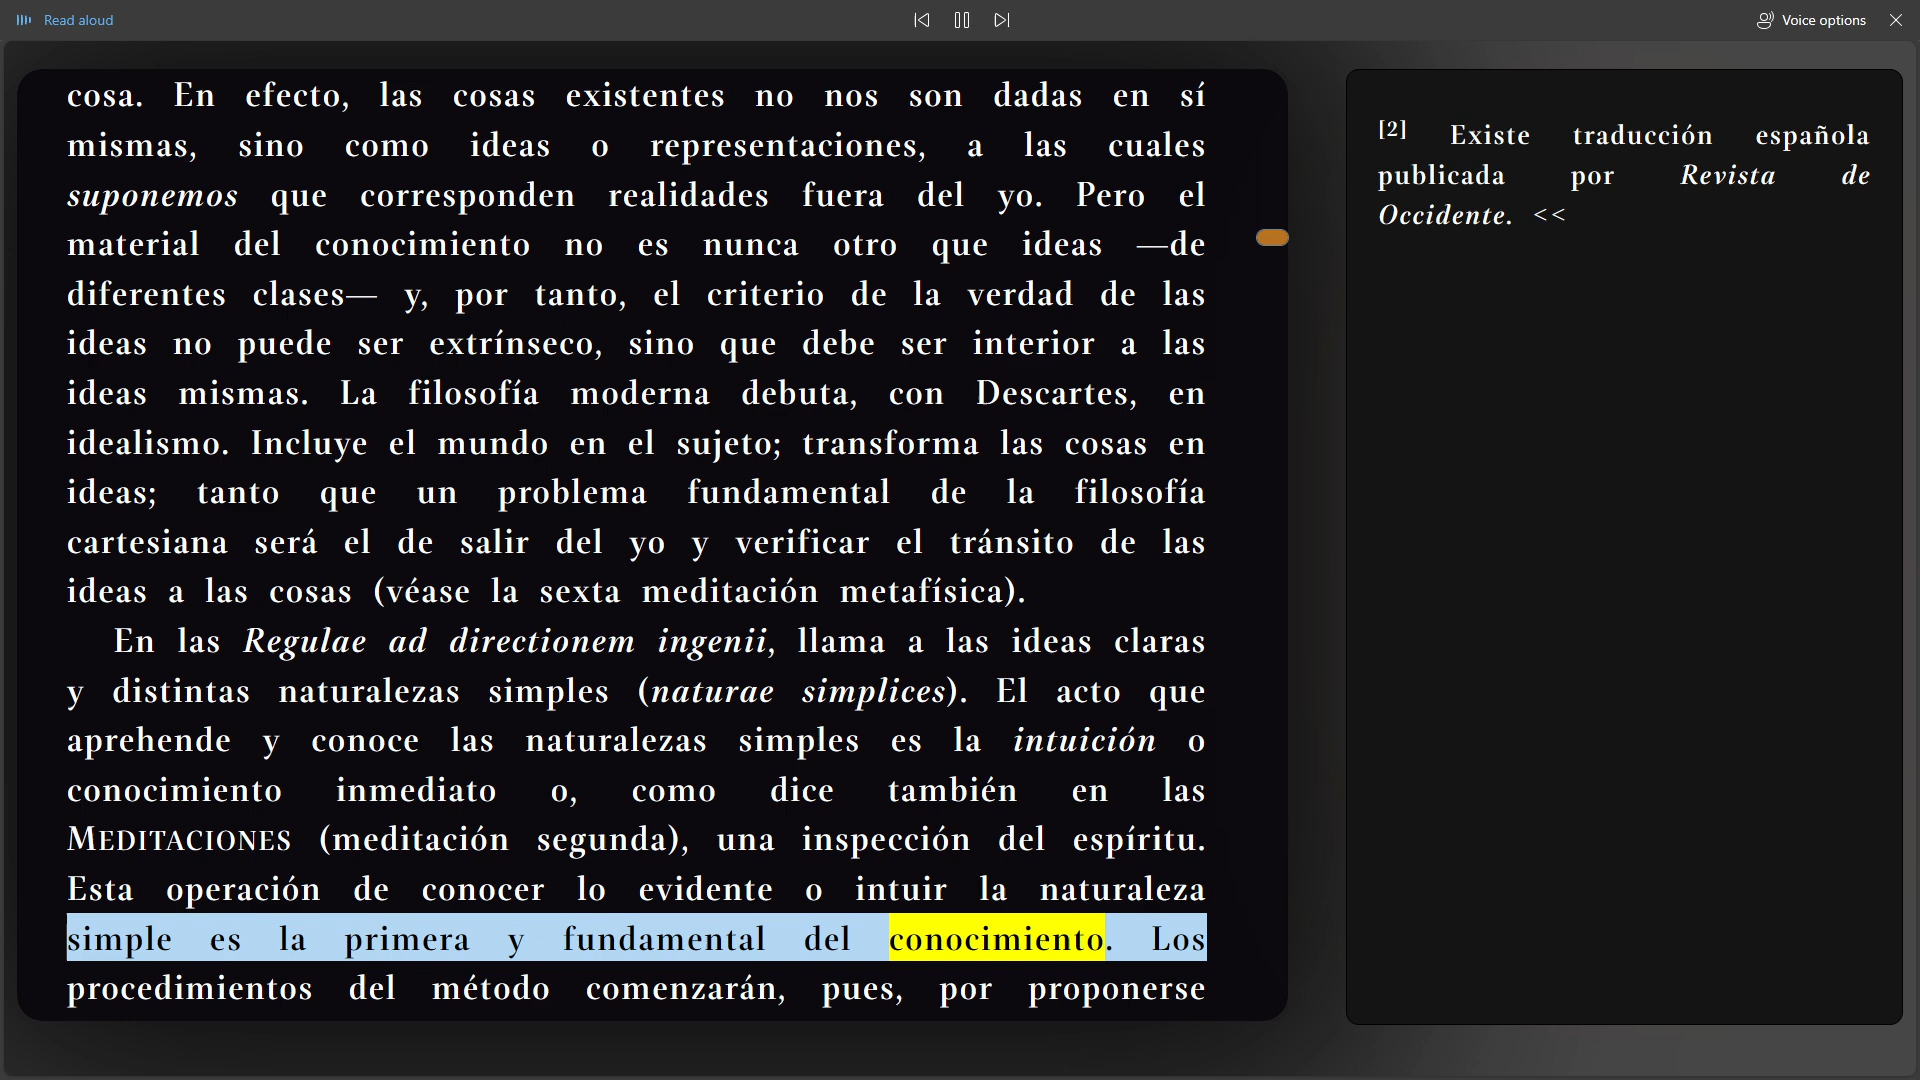 Read aloud
Voice options
cosa. En efecto, las cosas existentes no nos son dadas en sí
mismas, sino como ideas o representaciones, a las cuales
suponemos que corresponden realidades fuera del yo. Pero el
material del conocimiento no es nunca otro que ideas —de
diferentes clases— y, por tanto, el criterio de la verdad de las
ideas no puede ser extrínseco, sino que debe ser interior a las
ideas mismas. La filosofía moderna debuta, con Descartes, en
idealismo. Incluye el mundo en el sujeto; transforma las cosas en
ideas; tanto que un problema fundamental de la filosofía
cartesiana será el de salir del yo y verificar el tránsito de las
ideas a las cosas (véase la sexta meditación metafísica).
En las Regulae ad directionem ingenii, llama a las ideas claras
y distintas naturalezas simples (naturae simplices). El acto que
aprehende y conoce las naturalezas simples es la intuición o
conocimiento inmediato o, como dice también en las
MEDITACIONES (meditación segunda), una inspección del espíritu.
Esta operación de conocer lo evidente o intuir la naturaleza
simple es la primera y fundamental del conocimiento. Los
procedimientos del método comenzarán, pues, por proponerse
[2] Existe traducción española
publicada por Revista de
Occidente. <<